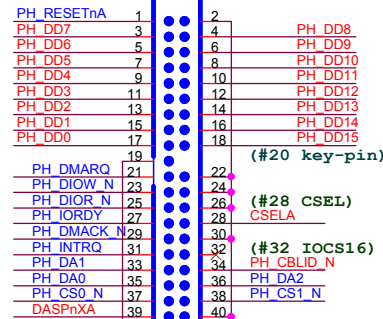 PH_RESETnA 1 2
PH_DD7 3 4 PH_DD8
PH_DD6 5 6 PH_DD9
PH_DD5 7 8 PH_DD10
PH_DD4 9 10 PH_DD11
PH_DD3 11 12 PH_DD12
PH_DD2 13 14 PH_DD13
PH_DD1 15 16 PH_DD14
PH_DD0 17 18 PH_DD15
19 (#20 key-pin)
PH_DMARQ 21 22
PH_DIOW_N 23 24
PH_DIOR_N 25 26 (#28 CSEL)
PH_IORDY 27 28 CSELA
PH_DMACK_N 29 30
PH_INTRQ 31 32 (#32 IOCS16)
PH_DA1 33 34 PH_CBLID_N
PH_DA0 35 36 PH_DA2
PH_CS0_N 37 38 PH_CS1_N
DASPnXA 39 40